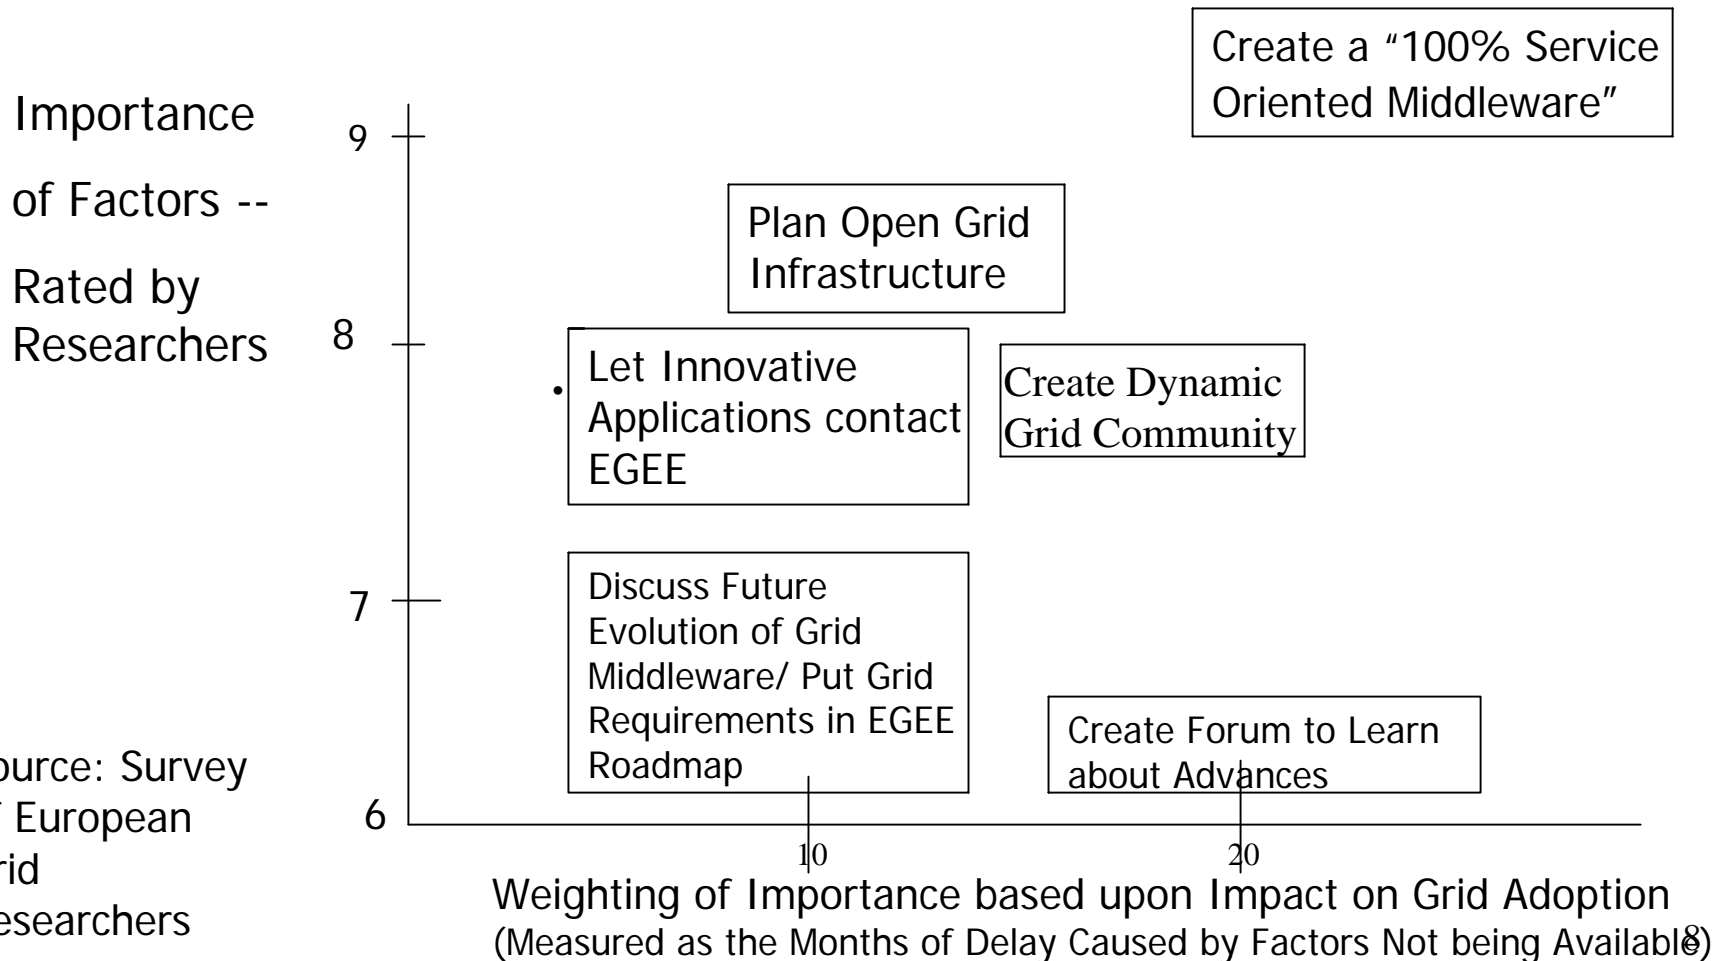 Create a “100% Service
Oriented Middleware”
Importance
of Factors --
Rated by
Researchers
9
8
7
6
Plan Open Grid
Infrastructure
Let Innovative
Applications contact
EGEE
Create Dynamic
Grid Community
Discuss Future
Evolution of Grid
Middleware/ Put Grid
Requirements in EGEE
Roadmap
Create Forum to Learn
about Advances
ource: Survey
European
rid
esearchers
10
20
Weighting of Importance based upon Impact on Grid Adoption
(Measured as the Months of Delay Caused by Factors Not being Available)
8